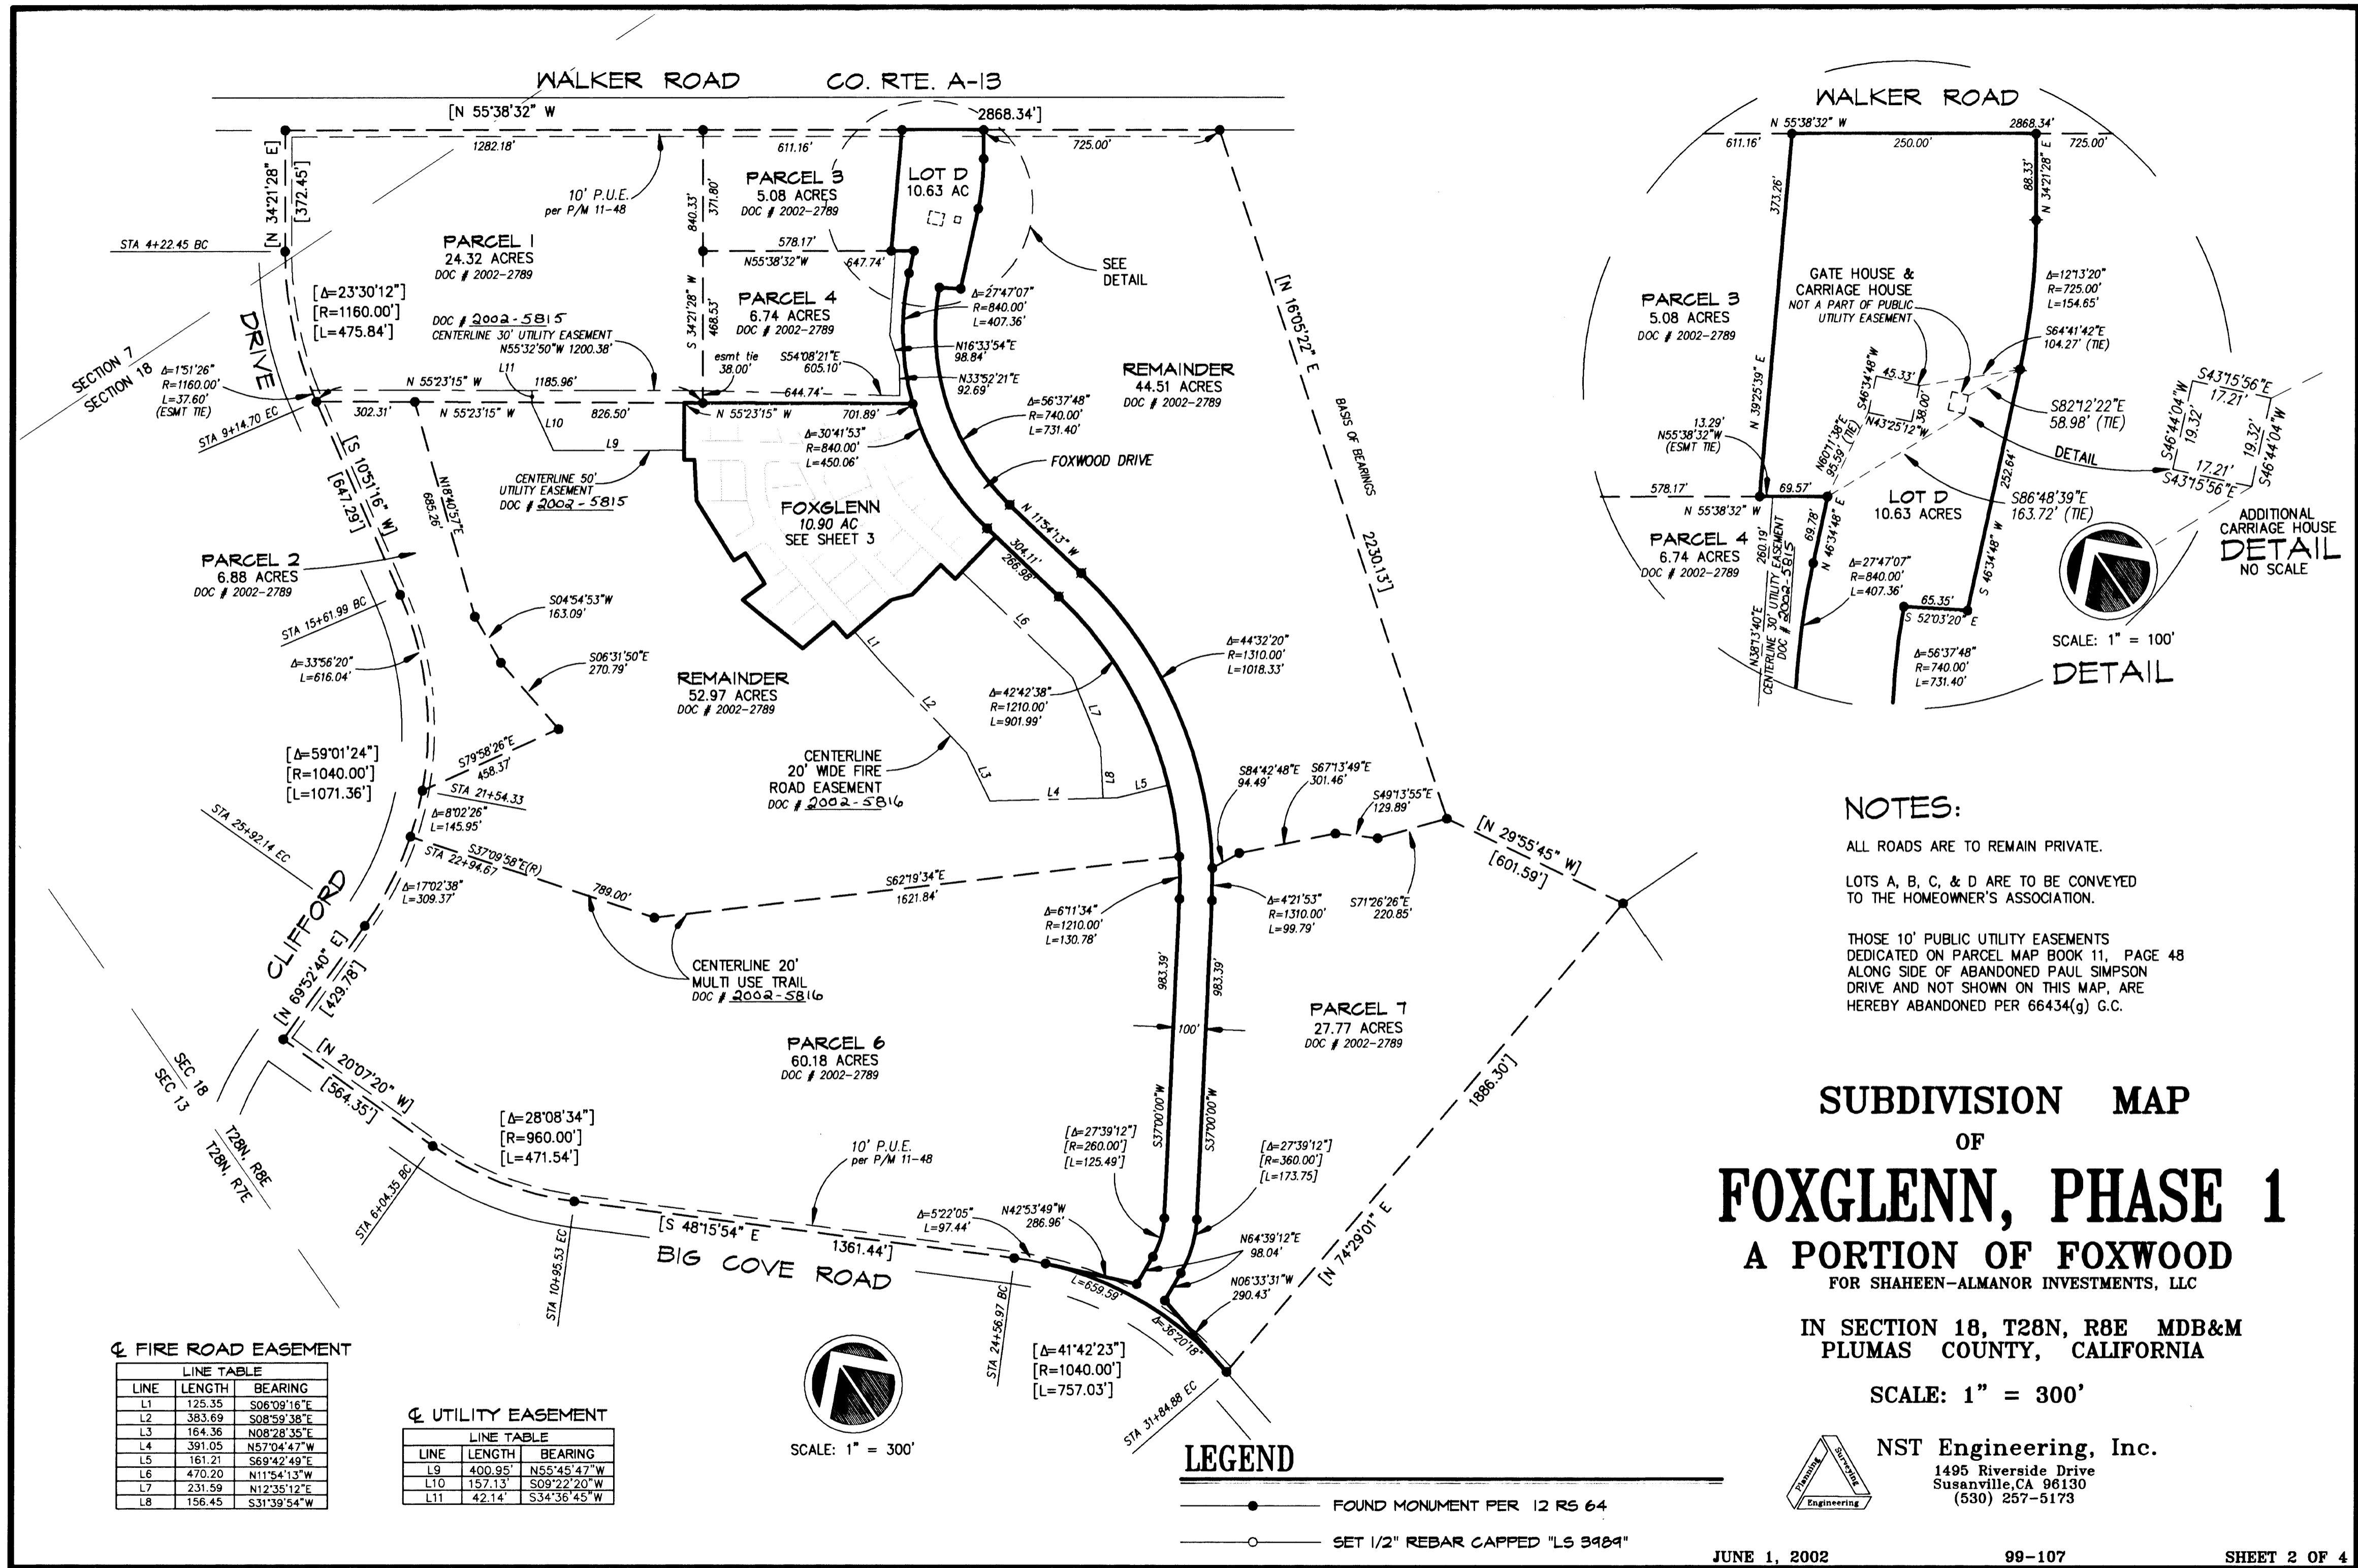 WALKER ROAD CO. RTE. A-13
[N 55°38'32" W
2868.34']
1282.18'
611.16'
725.00'
[N 34°21'28" E]
[372.45']
10' P.U.E.
per P/M 11-48
840.33'
371.80'
PARCEL 3
5.08 ACRES
DOC # 2002-2789
LOT D
10.63 AC
STA 4+22.45 BC
PARCEL 1
24.32 ACRES
DOC # 2002-2789
578.17'
N55°38'32"W
647.74'
SEE
DETAIL
[Δ=23°30'12"]
[R=1160.00']
[L=475.84']
S 34°21'28" W
468.53'
PARCEL 4
6.74 ACRES
DOC # 2002-2789
Δ=27°47'07"
R=840.00'
L=407.36'
DOC # 2002-5815
CENTERLINE 30' UTILITY EASEMENT
N55°32'50"W 1200.38'
DRIVE
SECTION 7
SECTION 18
Δ=1°51'26"
R=1160.00'
L=37.60'
(ESMT TIE)
L11
esmt tie
38.00'
S54°08'21"E
605.10'
N16°33'54"E
98.84'
N33°52'21"E
92.69'
REMAINDER
44.51 ACRES
DOC # 2002-2789
[N 16°05'22" E
BASIS OF BEARINGS
2230.13']
N 55°23'15" W
1185.96'
644.74'
STA 9+14.70 EC
302.31'
N 55°23'15" W
826.50'
N 55°23'15" W
701.89'
L10
L9
Δ=56°37'48"
R=740.00'
L=731.40'
Δ=30°41'53"
R=840.00'
L=450.06'
FOXWOOD DRIVE
[S 10°51'16" W]
[647.29']
N18°40'57"E
685.26'
CENTERLINE 50'
UTILITY EASEMENT
DOC # 2002-5815
FOXGLENN
10.90 AC
SEE SHEET 3
N 11°54'13" W
304.11'
266.98'
PARCEL 2
6.88 ACRES
DOC # 2002-2789
STA 15+61.99 BC
S04°54'53"W
163.09'
S06°31'50"E
270.79'
Δ=33°56'20"
L=616.04'
L1
L6
REMAINDER
52.97 ACRES
DOC # 2002-2789
Δ=44°32'20"
R=1310.00'
L=1018.33'
L2
Δ=42°42'38"
R=1210.00'
L=901.99'
L7
[Δ=59°01'24"]
[R=1040.00']
[L=1071.36']
S79°58'26"E
458.37'
CENTERLINE
20' WIDE FIRE
ROAD EASEMENT
DOC # 2002-5816
L3
L4
L8
L5
STA 21+54.33
S84°42'48"E
94.49'
S67°13'49"E
301.46'
S49°13'55"E
129.89'
[N 29°55'45" W]
[601.59']
STA 25+92.14 EC
Δ=8°02'26"
L=145.95'
S37°09'58"E(R)
STA 22+94.67
789.00'
S62°19'34"E
1621.84'
Δ=17°02'38"
L=309.37'
CLIFFORD
[N 69°52'40" E]
[429.78']
Δ=6°11'34"
R=1210.00'
L=130.78'
Δ=4°21'53"
R=1310.00'
L=99.79'
S71°26'26"E
220.85'
CENTERLINE 20'
MULTI USE TRAIL
DOC # 2002-5816
983.39'
983.39'
100'
S37°00'00"W
S37°00'00"W
PARCEL 7
27.77 ACRES
DOC # 2002-2789
PARCEL 6
60.18 ACRES
DOC # 2002-2789
1886.30']
[N 74°29'01" E
SEC 18
SEC 13
T28N, R8E
T28N, R7E
[N 20°07'20" W]
[564.35']
[Δ=28°08'34"]
[R=960.00']
[L=471.54']
STA 6+04.35 BC
10' P.U.E.
per P/M 11-48
[Δ=27°39'12"]
[R=260.00']
[L=125.49']
[Δ=27°39'12"]
[R=360.00']
[L=173.75]
STA 10+95.53 EC
[S 48°15'54" E
1361.44']
BIG COVE ROAD
Δ=5°22'05"
L=97.44'
N42°53'49"W
286.96'
N64°39'12"E
98.04'
N06°33'31"W
290.43'
L=659.59'
Δ=36°20'18"
STA 24+56.97 BC
[Δ=41°42'23"]
[R=1040.00']
[L=757.03']
STA 31+84.88 EC
SCALE: 1" = 300'
℄ FIRE ROAD EASEMENT
LINE TABLE
LINE LENGTH BEARING
L1 125.35 S06°09'16"E
L2 383.69 S08°59'38"E
L3 164.36 N08°28'35"E
L4 391.05 N57°04'47"W
L5 161.21 S69°42'49"E
L6 470.20 N11°54'13"W
L7 231.59 N12°35'12"E
L8 156.45 S31°39'54"W
℄ UTILITY EASEMENT
LINE TABLE
LINE LENGTH BEARING
L9 400.95' N55°45'47"W
L10 157.13' S09°22'20"W
L11 42.14' S34°36'45"W
LEGEND
FOUND MONUMENT PER 12 RS 64
SET 1/2" REBAR CAPPED "LS 3989"
WALKER ROAD
N 55°38'32" W
2868.34'
611.16'
250.00'
725.00'
88.33'
N 34°21'28" E
373.26'
N 39°25'39" E
GATE HOUSE &
CARRIAGE HOUSE
NOT A PART OF PUBLIC
UTILITY EASEMENT
Δ=12°13'20"
R=725.00'
L=154.65'
PARCEL 3
5.08 ACRES
DOC # 2002-2789
S64°41'42"E
104.27' (TIE)
S46°34'48"W
45.33'
38.00'
N43°25'12"W
S82°12'22"E
58.98' (TIE)
13.29'
N55°38'32"W
(ESMT TIE)
N60°11'38"E
95.59' (TIE)
252.64'
S 46°34'48" W
DETAIL
S43°15'56"E
17.21'
S46°44'04"W
19.32'
19.32'
S46°44'04"W
17.21'
S43°15'56"E
578.17'
69.57'
N 55°38'32" W
LOT D
10.63 ACRES
S86°48'39"E
163.72' (TIE)
69.78'
N 46°34'48" E
PARCEL 4
6.74 ACRES
DOC # 2002-2789
260.19'
N38°13'40"E
CENTERLINE 30' UTILITY EASEMENT
DOC # 2002-5815
Δ=27°47'07"
R=840.00'
L=407.36'
65.35'
S 52°03'20" E
Δ=56°37'48"
R=740.00'
L=731.40'
ADDITIONAL
CARRIAGE HOUSE
DETAIL
NO SCALE
SCALE: 1" = 100'
DETAIL
NOTES:
ALL ROADS ARE TO REMAIN PRIVATE.
LOTS A, B, C, & D ARE TO BE CONVEYED
TO THE HOMEOWNER'S ASSOCIATION.
THOSE 10' PUBLIC UTILITY EASEMENTS
DEDICATED ON PARCEL MAP BOOK 11, PAGE 48
ALONG SIDE OF ABANDONED PAUL SIMPSON
DRIVE AND NOT SHOWN ON THIS MAP, ARE
HEREBY ABANDONED PER 66434(g) G.C.
SUBDIVISION MAP
OF
FOXGLENN, PHASE 1
A PORTION OF FOXWOOD
FOR SHAHEEN-ALMANOR INVESTMENTS, LLC
IN SECTION 18, T28N, R8E MDB&M
PLUMAS COUNTY, CALIFORNIA
SCALE: 1" = 300'
Planning
Surveying
Engineering
NST Engineering, Inc.
1495 Riverside Drive
Susanville,CA 96130
(530) 257-5173
JUNE 1, 2002
99-107
SHEET 2 OF 4